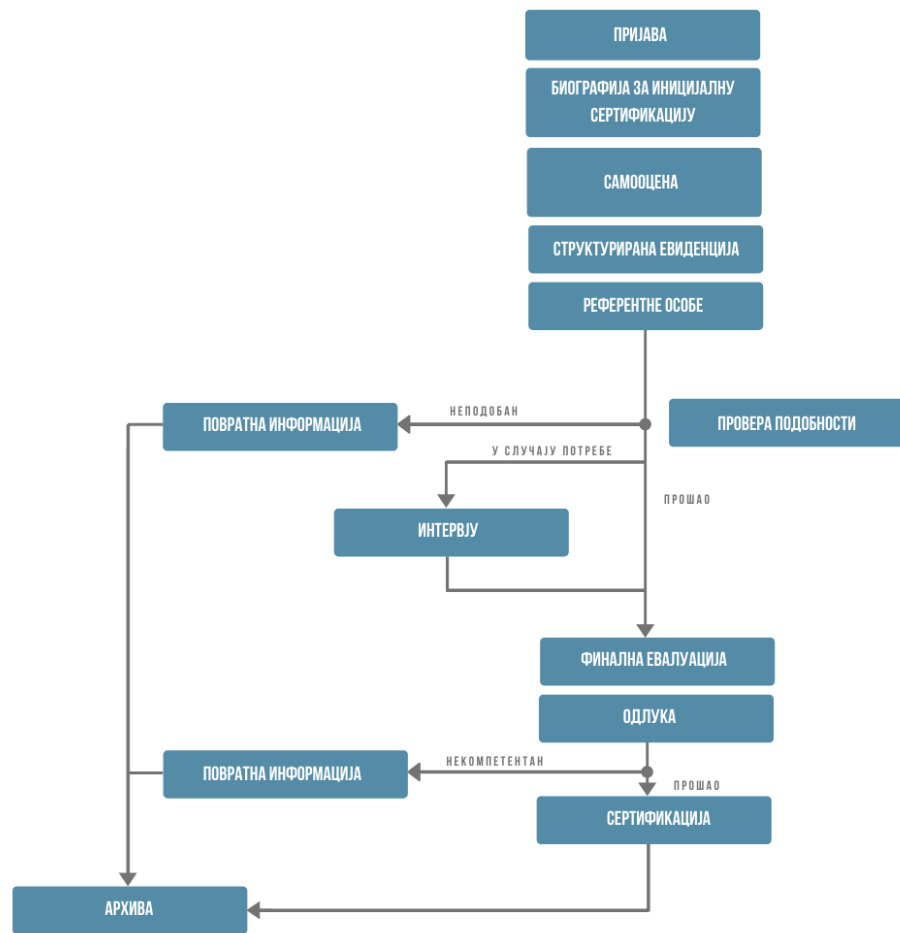 ПРИЈАВА
БИОГРАФИЈА ЗА ИНИЦИЈАЛНУ
СЕРТИФИКАЦИЈУ
САМООЦЕНА
СТРУКТУРИРАНА ЕВИДЕНЦИЈА
РЕФЕРЕНТНЕ ОСОБЕ
НЕПОДОБАН
ПОВРАТНА ИНФОРМАЦИЈА
ПРОВЕРА ПОДОБНОСТИ
У СЛУЧАЈУ ПОТРЕБЕ
ПРОШАО
ИНТЕРВЈУ
ФИНАЛНА ЕВАЛУАЦИЈА
ОДЛУКА
НЕКОМПЕТЕНТАН
ПОВРАТНА ИНФОРМАЦИЈА
ПРОШАО
СЕРТИФИКАЦИЈА
АРХИВА